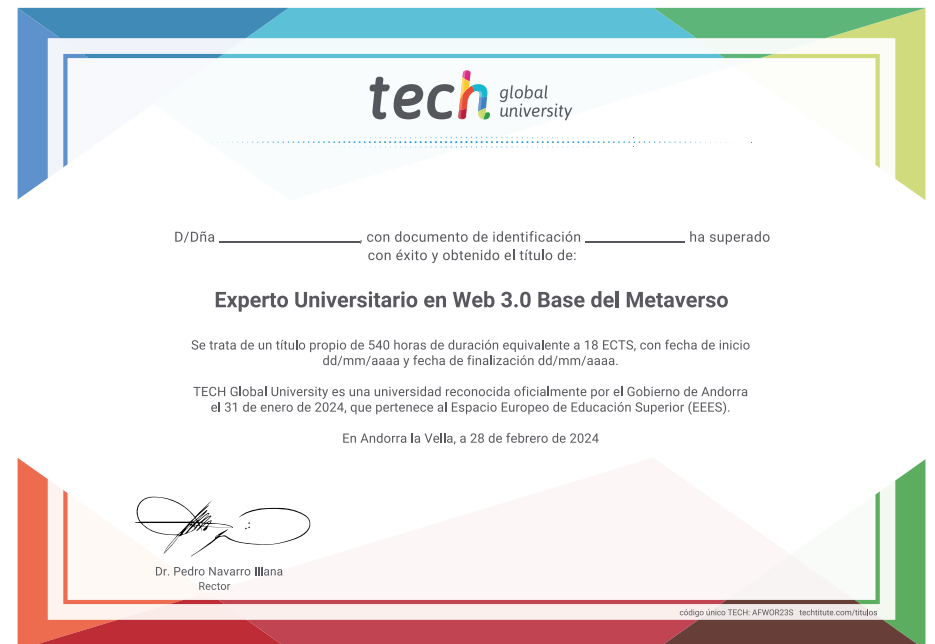 tech global university
D/Dña ____________________, con documento de identificación ______________ ha superado
con éxito y obtenido el título de:
Experto Universitario en Web 3.0 Base del Metaverso
Se trata de un título propio de 540 horas de duración equivalente a 18 ECTS, con fecha de inicio
dd/mm/aaaa y fecha de finalización dd/mm/aaaa.
TECH Global University es una universidad reconocida oficialmente por el Gobierno de Andorra
el 31 de enero de 2024, que pertenece al Espacio Europeo de Educación Superior (EEES).
En Andorra la Vella, a 28 de febrero de 2024
Dr. Pedro Navarro Illana
Rector
código único TECH: AFWOR23S techtitute.com/titulos